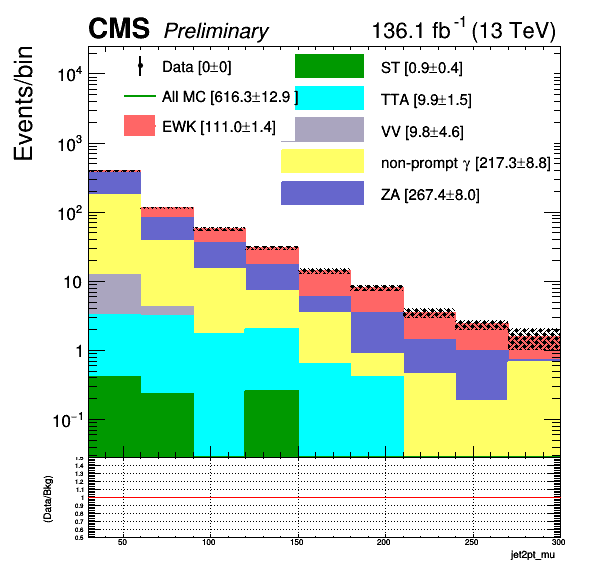 CMS Preliminary 136.1 fb⁻¹ (13 TeV)
Events/bin
Data [0±0]
All MC [616.3±12.9 ]
EWK [111.0±1.4]
ST [0.9±0.4]
TTA [9.9±1.5]
VV [9.8±4.6]
non-prompt γ [217.3±8.8]
ZA [267.4±8.0]
10⁴
10³
10²
10
1
10⁻¹
(Data/Bkg)
1.5
1.4
1.3
1.2
1.1
1
0.9
0.8
0.7
0.6
0.5
50 100 150 200 250 300
jet2pt_mu